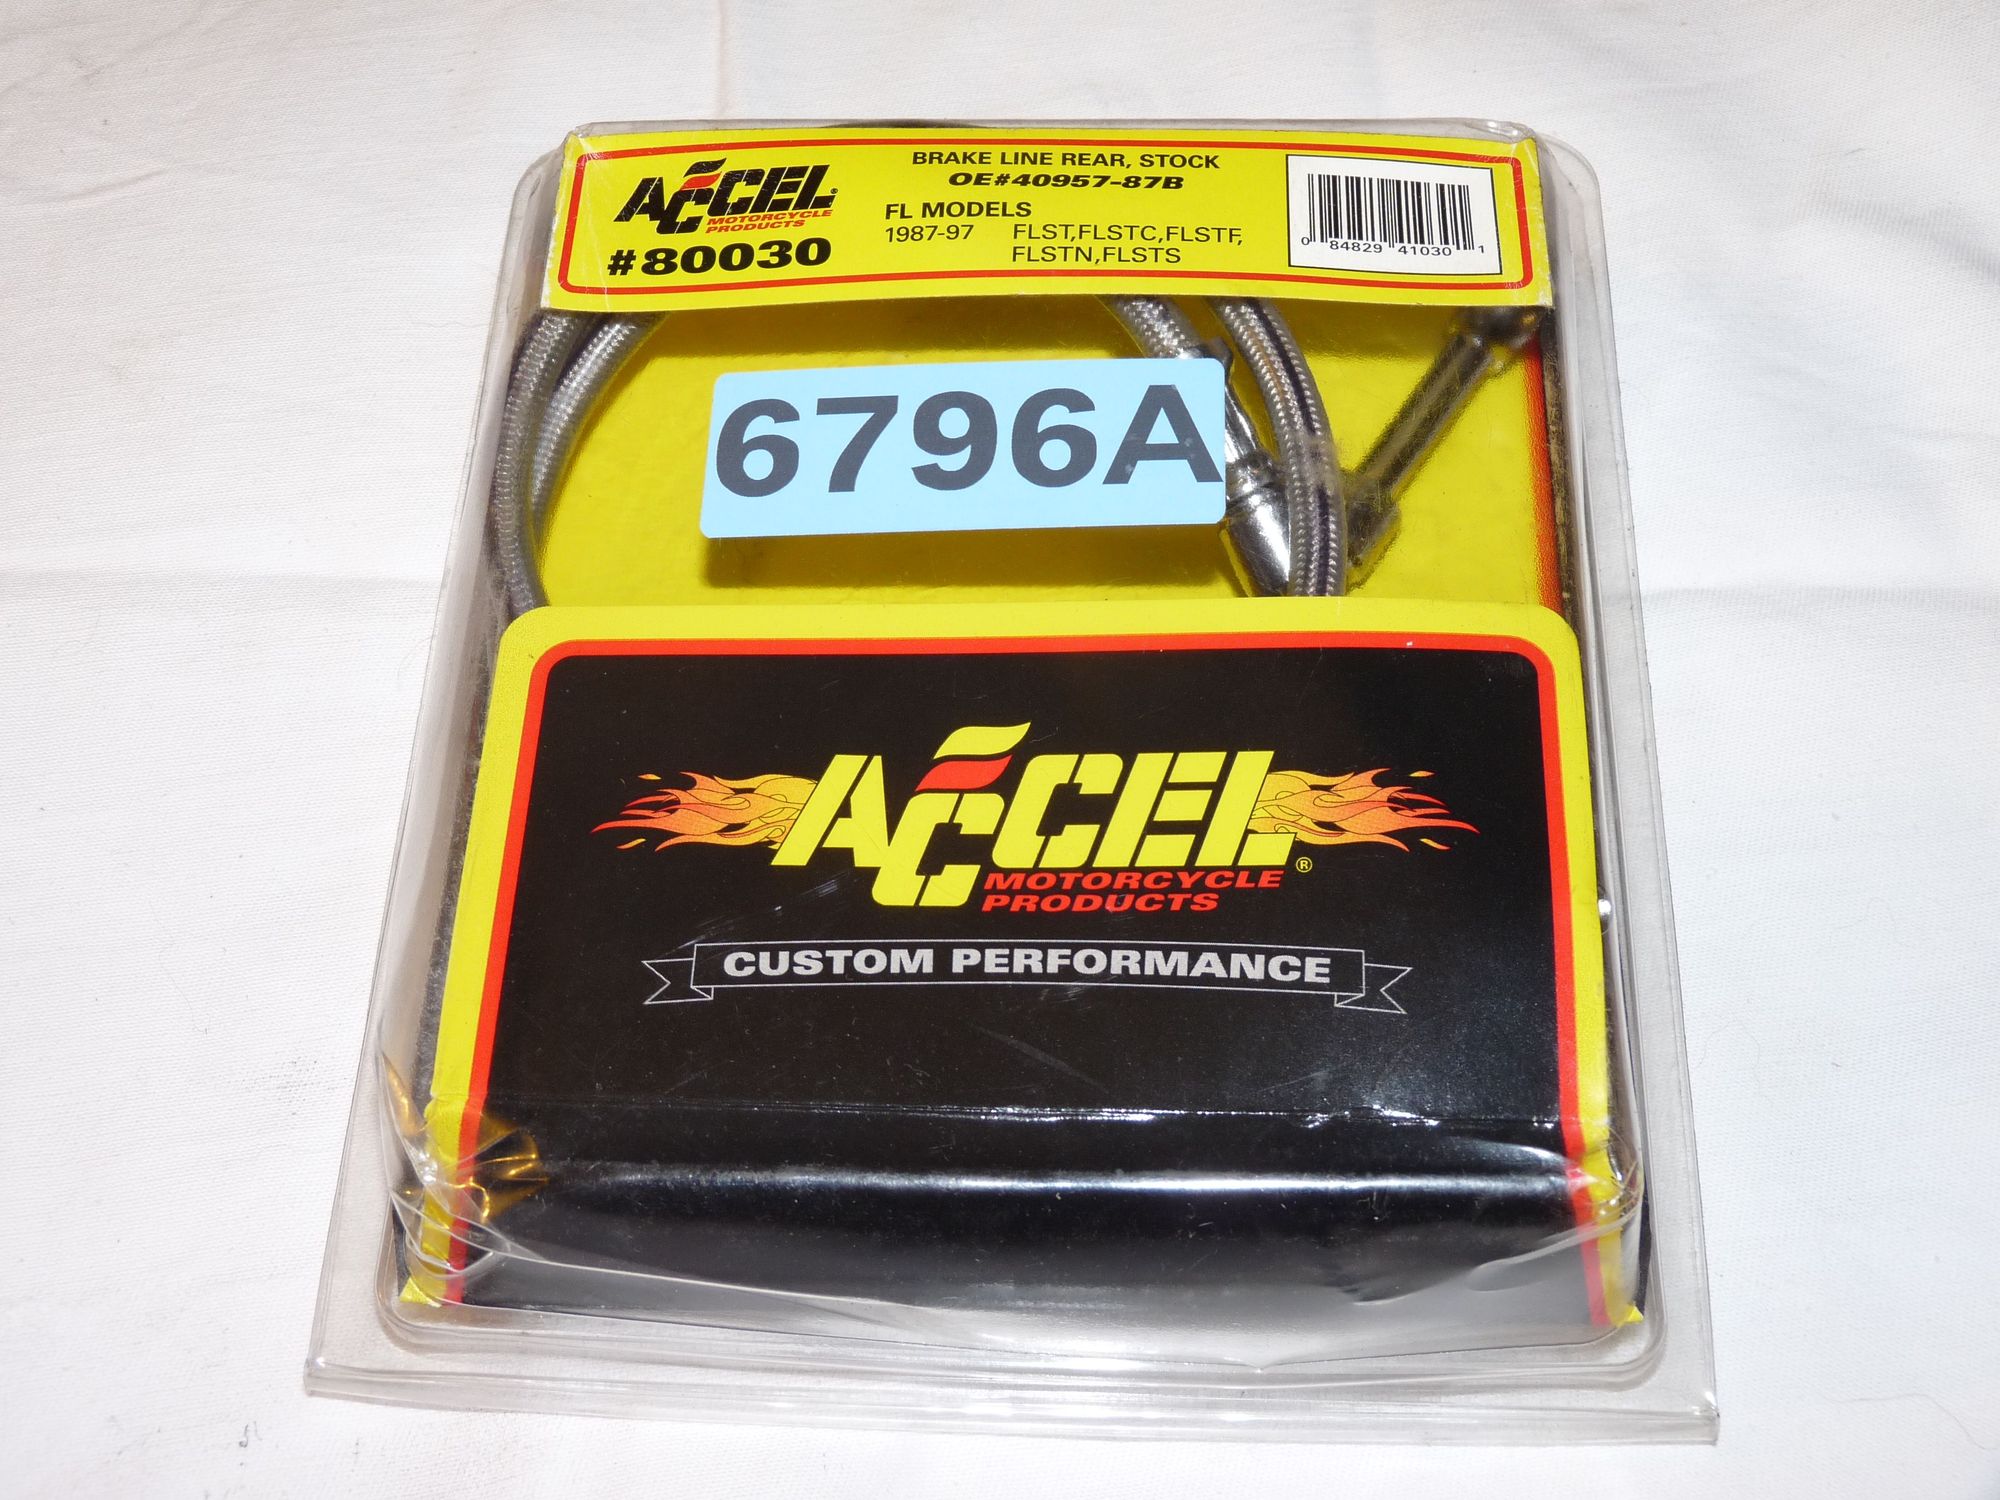 ACCEL®
MOTORCYCLE
PRODUCTS
#80030
BRAKE LINE REAR, STOCK
OE#40957-87B
FL MODELS
1987-97 FLST,FLSTC,FLSTF,
FLSTN,FLSTS
0 84829 41030 1
6796A
ACCEL®
MOTORCYCLE
PRODUCTS
CUSTOM PERFORMANCE